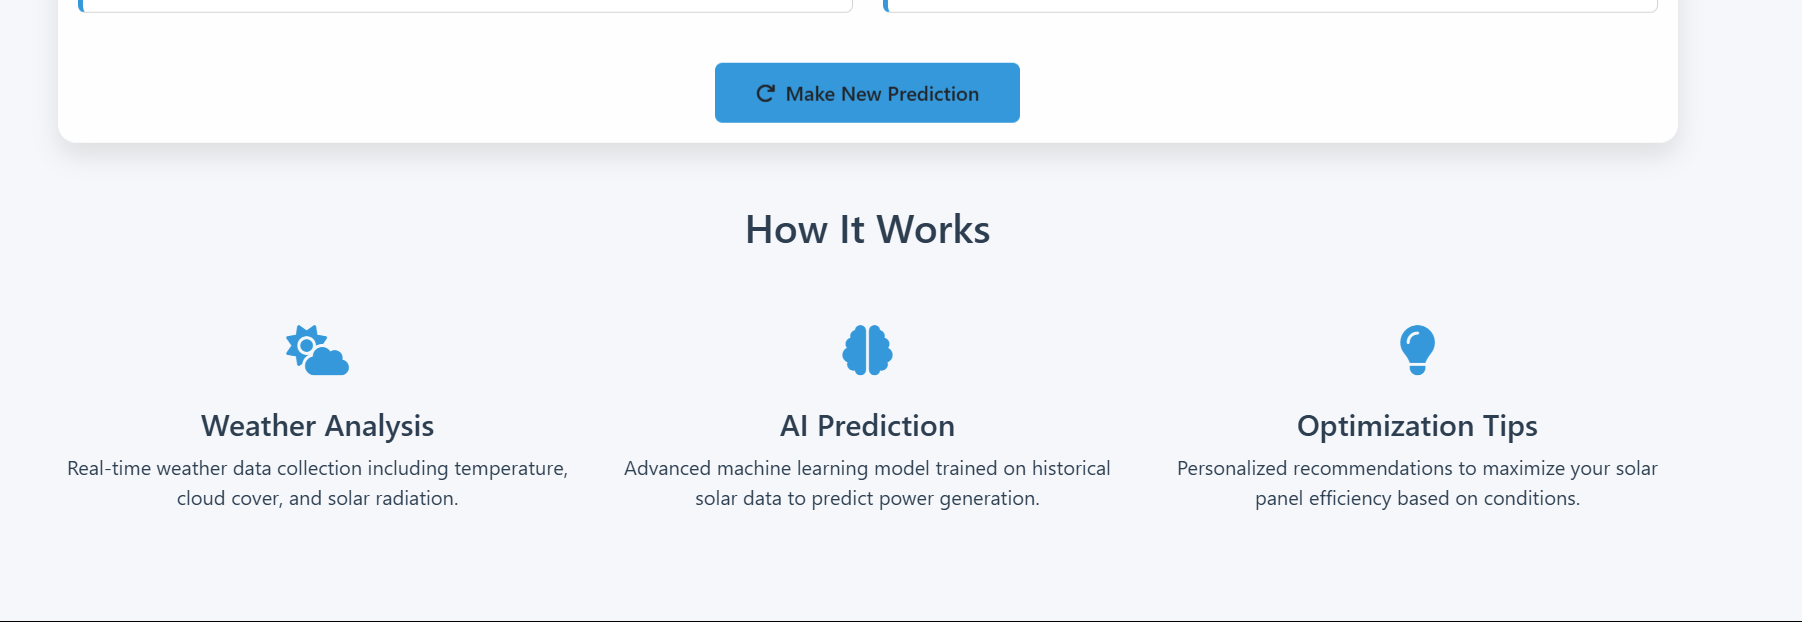 Make New Prediction
How It Works
Weather Analysis
Real-time weather data collection including temperature,
cloud cover, and solar radiation.
AI Prediction
Advanced machine learning model trained on historical
solar data to predict power generation.
Optimization Tips
Personalized recommendations to maximize your solar
panel efficiency based on conditions.